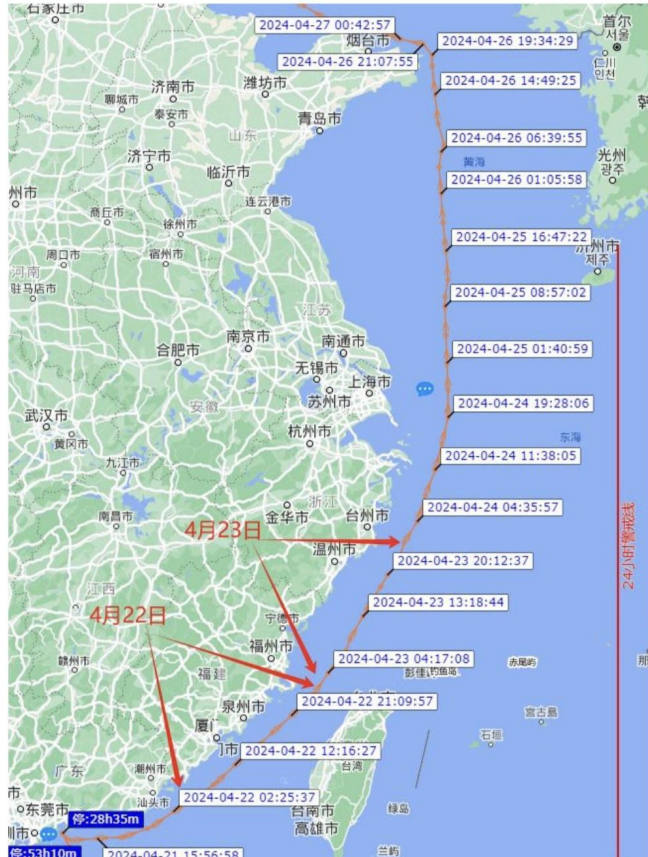 石家庄市
2024-04-27 00:42:57
首尔
서울
烟台市
2024-04-26 19:34:29
2024-04-26 21:07:55
仁川
인천
济南市
潍坊市
2024-04-26 14:49:25
聊城市
泰安市
青岛市
山东
2024-04-26 06:39:55
济宁市
黄海
光州
광주
临沂市
2024-04-26 01:05:58
州市
连云港市
商丘市
徐州市
2024-04-25 16:47:22
济州市
제주
周口市
宿州市
河南
驻马店市
2024-04-25 08:57:02
江苏
南京市
南通市
合肥市
2024-04-25 01:40:59
无锡市
上海市
苏州市
安徽
2024-04-24 19:28:06
武汉市
黄冈市
杭州市
东海
九江市
2024-04-24 11:38:05
浙江
南昌市
金华市
台州市
2024-04-24 04:35:57
4月23日
温州市
24小时警戒线
2024-04-23 20:12:37
江西
4月22日
2024-04-23 13:18:44
宁德市
福州市
赣州市
2024-04-23 04:17:08
那
福建
彭佳屿
钓鱼岛
赤尾屿
2024-04-22 21:09:57
泉州市
宫古島
厦门市
石垣
2024-04-22 12:16:27
广东
潮州市
台湾
汕头市
2024-04-22 02:25:37
市
东莞市
停:28h35m
台南市
绿岛
圳市
高雄市
停:53h10m
2024-04-21 15:56:58
兰屿